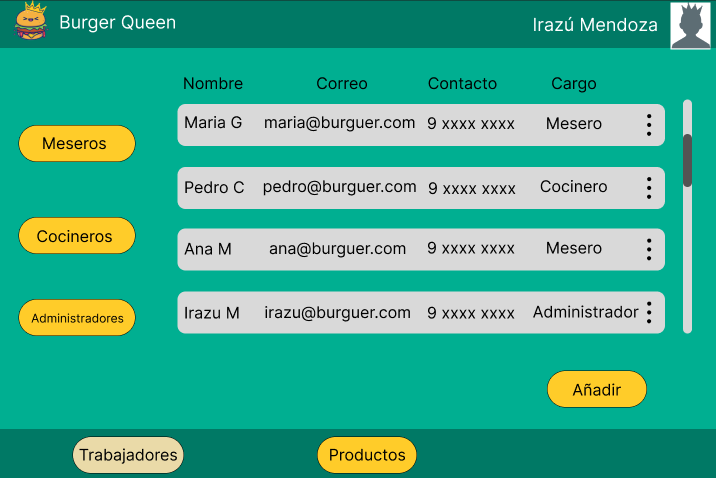 Burger Queen
Irazú Mendoza
Nombre Correo Contacto Cargo
Maria G maria@burguer.com 9 xxxx xxxx Mesero
Meseros
Pedro C pedro@burguer.com 9 xxxx xxxx Cocinero
Cocineros
Ana M ana@burguer.com 9 xxxx xxxx Mesero
Administradores
Irazu M irazu@burguer.com 9 xxxx xxxx Administrador
Añadir
Trabajadores Productos